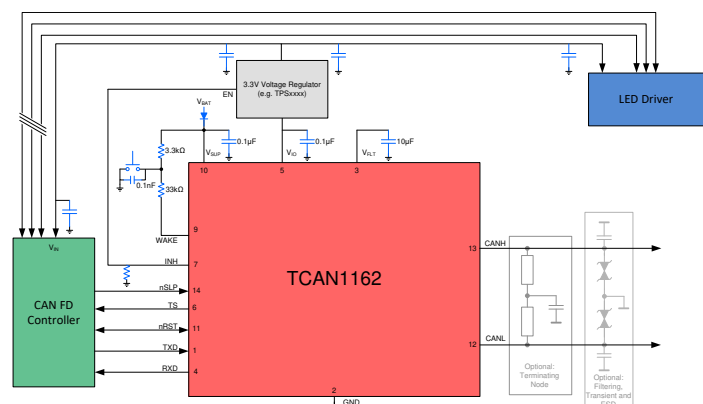 3.3V Voltage Regulator
(e.g. TPSxxxx)
EN
LED Driver
VBAT
0.1µF
0.1µF
10µF
3.3kΩ
VSUP
VIO
VFLT
10
5
3
0.1nF
33kΩ
9
WAKE
VIN
INH
7
13
CANH
TCAN1162
CAN FD
Controller
nSLP
14
TS
6
nRST
11
TXD
1
RXD
4
12
CANL
2
GND
Optional:
Terminating
Node
Optional:
Filtering,
Transient and
ESD